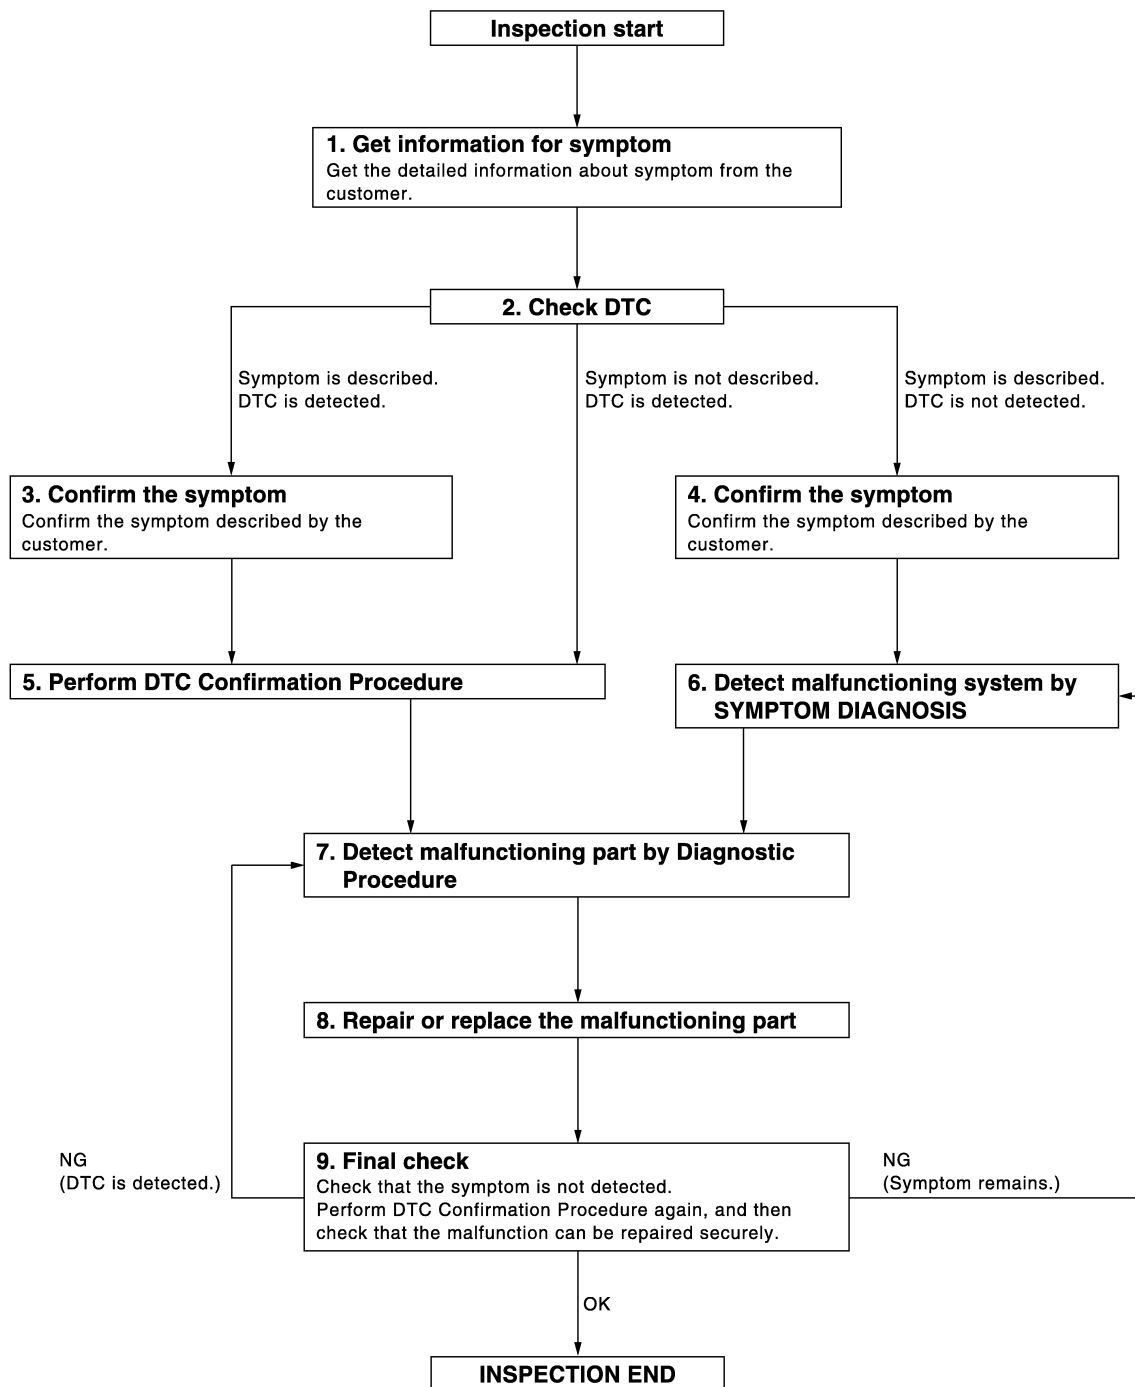 Inspection start
1. Get information for symptom
Get the detailed information about symptom from the
customer.
2. Check DTC
Symptom is described.
DTC is detected.
Symptom is not described.
DTC is detected.
Symptom is described.
DTC is not detected.
3. Confirm the symptom
Confirm the symptom described by the
customer.
4. Confirm the symptom
Confirm the symptom described by the
customer.
5. Perform DTC Confirmation Procedure
6. Detect malfunctioning system by
SYMPTOM DIAGNOSIS
7. Detect malfunctioning part by Diagnostic
Procedure
8. Repair or replace the malfunctioning part
NG
(DTC is detected.)
9. Final check
Check that the symptom is not detected.
Perform DTC Confirmation Procedure again, and then
check that the malfunction can be repaired securely.
NG
(Symptom remains.)
OK
INSPECTION END